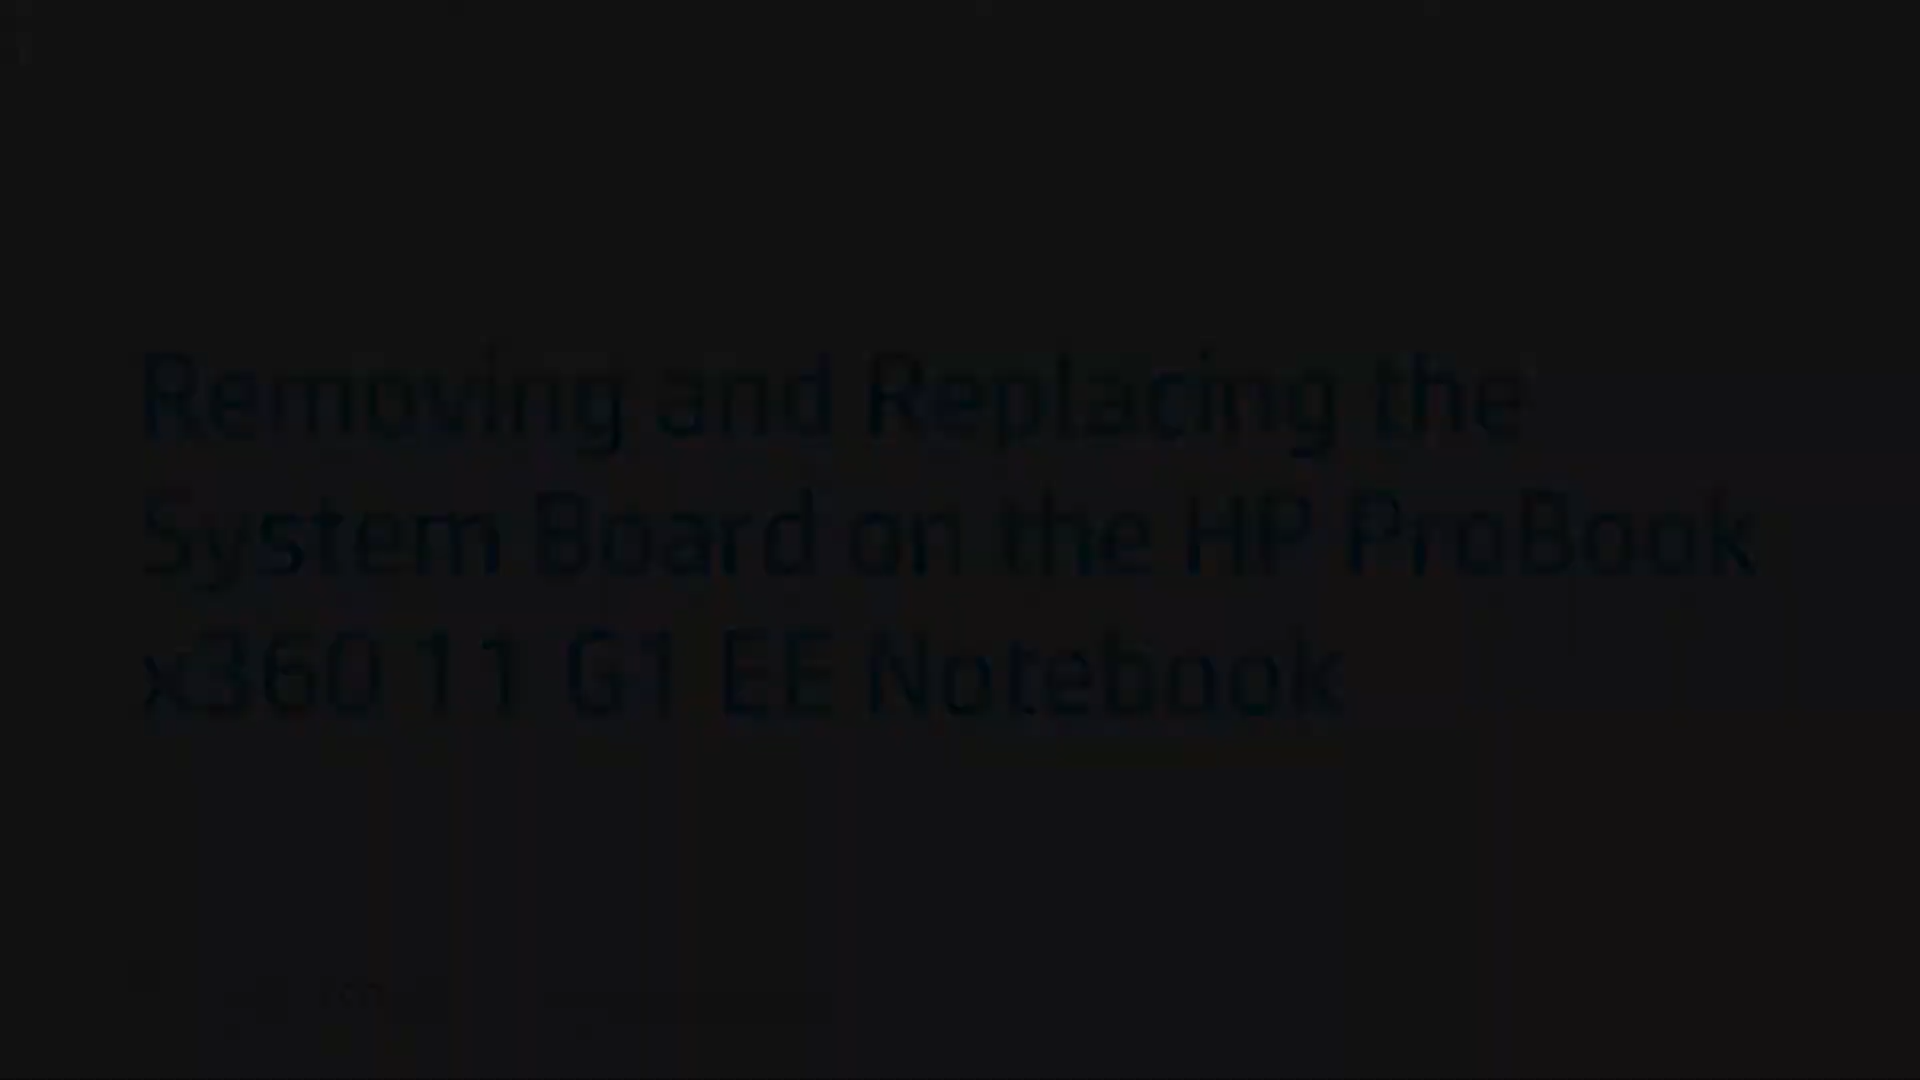 Removing and Replacing the
System Board on the HP ProBook
x360 11 G1 EE Notebook